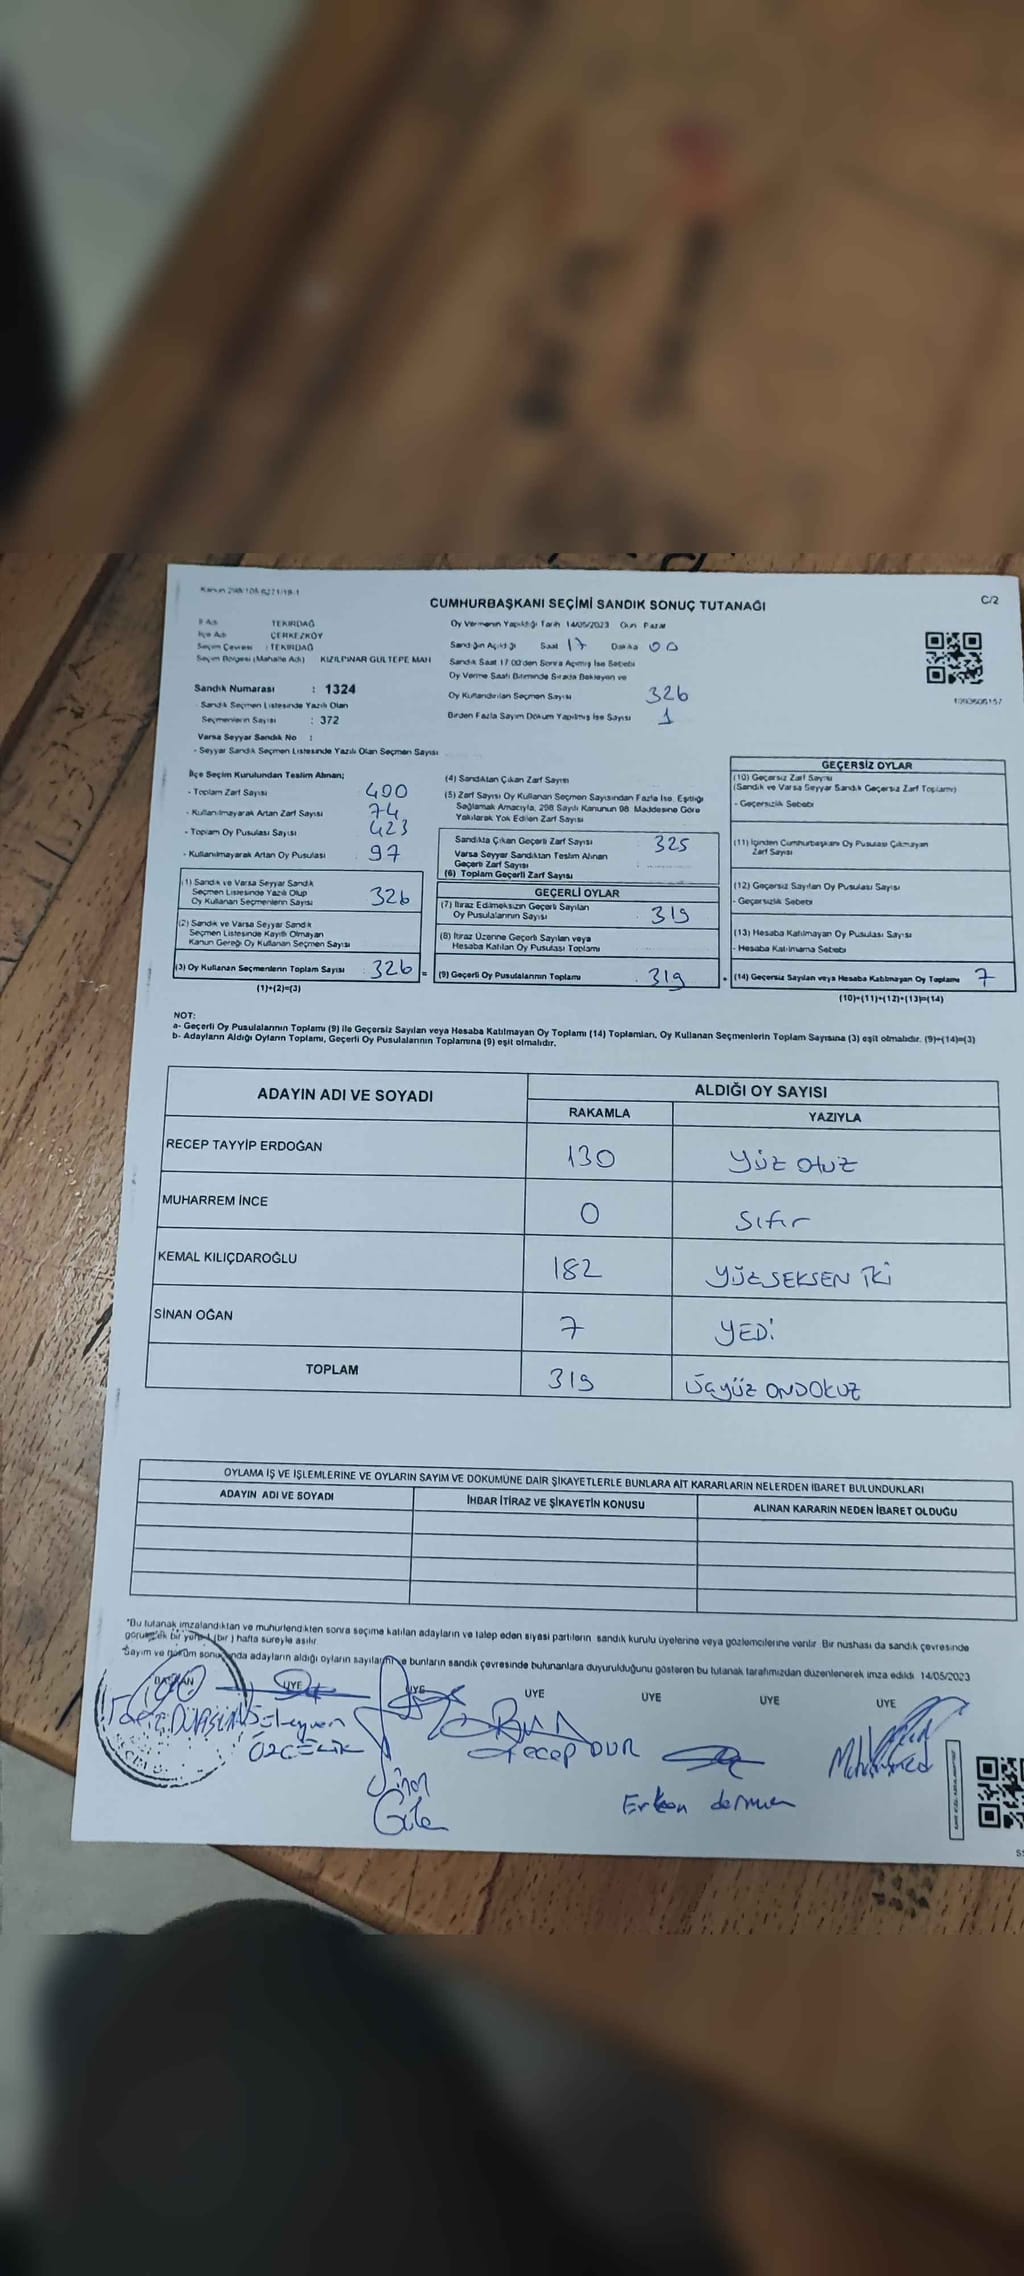 Kanun 298/105 6271/19-1
C/2
CUMHURBAŞKANI SEÇİMİ SANDIK SONUÇ TUTANAĞI
İl Adı : TEKİRDAĞ
İlçe Adı : ÇERKEZKÖY
Seçim Çevresi : TEKİRDAĞ
Seçim Bölgesi (Mahalle Adı) KIZILPINAR GÜLTEPE MAH
Sandık Numarası : 1324
Sandık Seçmen Listesinde Yazılı Olan
Seçmenlerin Sayısı : 372
Varsa Seyyar Sandık No :
- Seyyar Sandık Seçmen Listesinde Yazılı Olan Seçmen Sayısı
Oy Vermenin Yapıldığı Tarih 14/05/2023 Gün Pazar
Sandığın Açıldığı Saat 17 Dakika 00
Sandık Saat 17:00'den Sonra Açılmış İse Sebebi
Oy Verme Saati Bitiminde Sırada Bekleyen ve
Oy Kullandırılan Seçmen Sayısı 326
Birden Fazla Sayım Döküm Yapılmış İse Sayısı 1
İlçe Seçim Kurulundan Teslim Alınan;
- Toplam Zarf Sayısı 400
- Kullanılmayarak Artan Zarf Sayısı 74
- Toplam Oy Pusulası Sayısı 423
- Kullanılmayarak Artan Oy Pusulası 97
(1) Sandık ve Varsa Seyyar Sandık
Seçmen Listesinde Yazılı Olup
Oy Kullanan Seçmenlerin Sayısı 326
(2) Sandık ve Varsa Seyyar Sandık
Seçmen Listesinde Kayıtlı Olmayan
Kanun Gereği Oy Kullanan Seçmen Sayısı
(3) Oy Kullanan Seçmenlerin Toplam Sayısı 326 =
(1)+(2)=(3)
(4) Sandıktan Çıkan Zarf Sayısı
(5) Zarf Sayısı Oy Kullanan Seçmen Sayısından Fazla İse, Eşitliği
Sağlamak Amacıyla, 298 Sayılı Kanunun 98. Maddesine Göre
Yakılarak Yok Edilen Zarf Sayısı
Sandıkta Çıkan Geçerli Zarf Sayısı 325
Varsa Seyyar Sandıktan Teslim Alınan
Geçerli Zarf Sayısı
(6) Toplam Geçerli Zarf Sayısı
GEÇERLİ OYLAR
(7) İtiraz Edilmeksizin Geçerli Sayılan
Oy Pusulalarının Sayısı 319
(8) İtiraz Üzerine Geçerli Sayılan veya
Hesaba Katılan Oy Pusulası Toplamı
(9) Geçerli Oy Pusulalarının Toplamı 319 +
GEÇERSİZ OYLAR
(10) Geçersiz Zarf Sayısı
(Sandık ve Varsa Seyyar Sandık Geçersiz Zarf Toplamı)
- Geçersizlik Sebebi
(11) İçinden Cumhurbaşkanı Oy Pusulası Çıkmayan
Zarf Sayısı
(12) Geçersiz Sayılan Oy Pusulası Sayısı
- Geçersizlik Sebebi
(13) Hesaba Katılmayan Oy Pusulası Sayısı
- Hesaba Katılmama Sebebi
(14) Geçersiz Sayılan veya Hesaba Katılmayan Oy Toplamı 7
(10)+(11)+(12)+(13)=(14)
NOT:
a- Geçerli Oy Pusulalarının Toplamı (9) ile Geçersiz Sayılan veya Hesaba Katılmayan Oy Toplamı (14) Toplamları, Oy Kullanan Seçmenlerin Toplam Sayısına (3) eşit olmalıdır. (9)+(14)=(3)
b- Adayların Aldığı Oyların Toplamı, Geçerli Oy Pusulalarının Toplamına (9) eşit olmalıdır.
ADAYIN ADI VE SOYADI
ALDIĞI OY SAYISI
RAKAMLA YAZIYLA
RECEP TAYYİP ERDOĞAN 130 Yüz otuz
MUHARREM İNCE 0 Sıfır
KEMAL KILIÇDAROĞLU 182 YÜZSEKSEN İKİ
SİNAN OĞAN 7 YEDİ
TOPLAM 319 üçyüz ONDOKUZ
OYLAMA İŞ VE İŞLEMLERİNE VE OYLARIN SAYIM VE DÖKÜMÜNE DAİR ŞİKAYETLERLE BUNLARA AİT KARARLARIN NELERDEN İBARET BULUNDUKLARI
ADAYIN ADI VE SOYADI İHBAR İTİRAZ VE ŞİKAYETİN KONUSU ALINAN KARARIN NEDEN İBARET OLDUĞU
*Bu tutanak imzalandıktan ve mühürlendikten sonra seçime katılan adayların ve talep eden siyasi partilerin sandık kurulu üyelerine veya gözlemcilerine verilir. Bir nüshası da sandık çevresinde
görülebilir bir yere 1 (bir) hafta süreyle asılır.
*Sayım ve döküm sonucunda adayların aldığı oyların sayılarını ve bunların sandık çevresinde bulunanlara duyurulduğunu gösteren bu tutanak tarafımızdan düzenlenerek imza edildi. 14/05/2023
BAŞKAN ÜYE ÜYE ÜYE ÜYE ÜYE ÜYE
Süleyman
ÖZÇELİK
Recep DUR
Sinan
Erkan
Muhammed